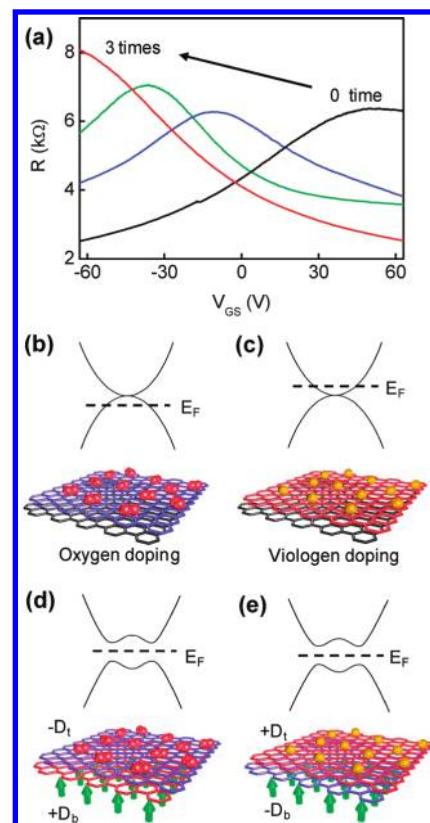 (a)
3 times
0 time
R (kΩ)
8
6
4
2
-60 -30 0 30 60
V_GS (V)
(b) (c)
E_F E_F
Oxygen doping Viologen doping
(d) (e)
E_F E_F
-D_t +D_t
+D_b -D_b